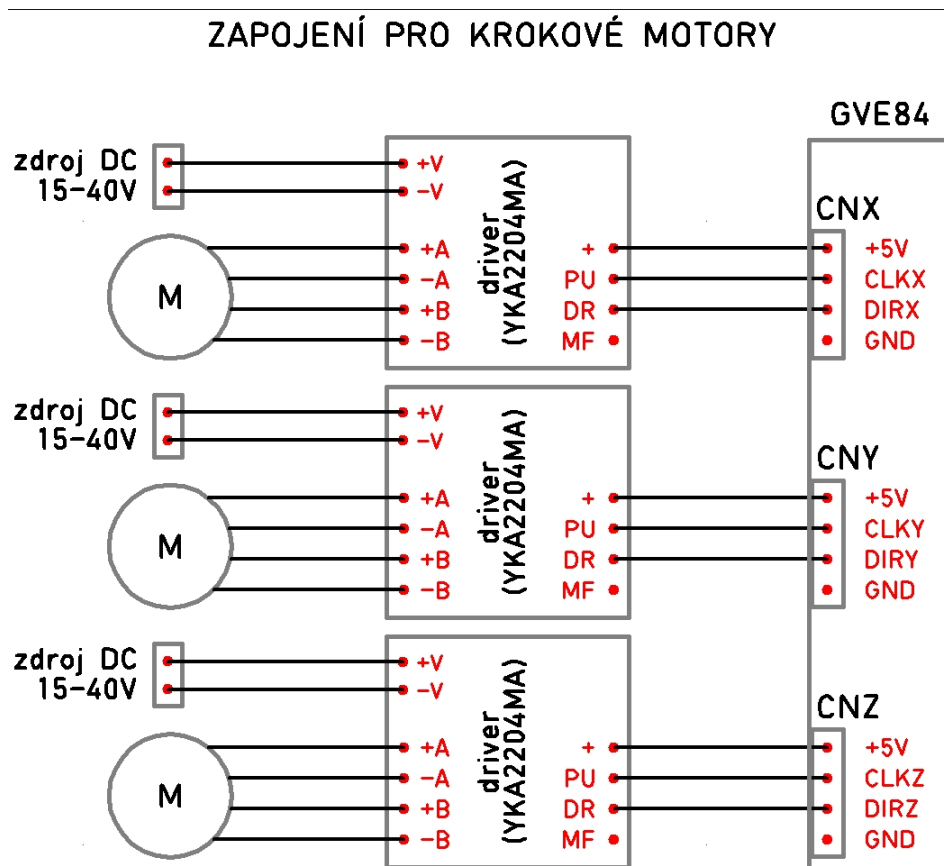 ZAPOJENÍ PRO KROKOVÉ MOTORY
GVE84
zdroj DC
15-40V
+V
-V
M
+A
-A
+B
-B
driver
(YKA2204MA)
+
PU
DR
MF
CNX
+5V
CLKX
DIRX
GND
zdroj DC
15-40V
+V
-V
M
+A
-A
+B
-B
driver
(YKA2204MA)
+
PU
DR
MF
CNY
+5V
CLKY
DIRY
GND
zdroj DC
15-40V
+V
-V
M
+A
-A
+B
-B
driver
(YKA2204MA)
+
PU
DR
MF
CNZ
+5V
CLKZ
DIRZ
GND